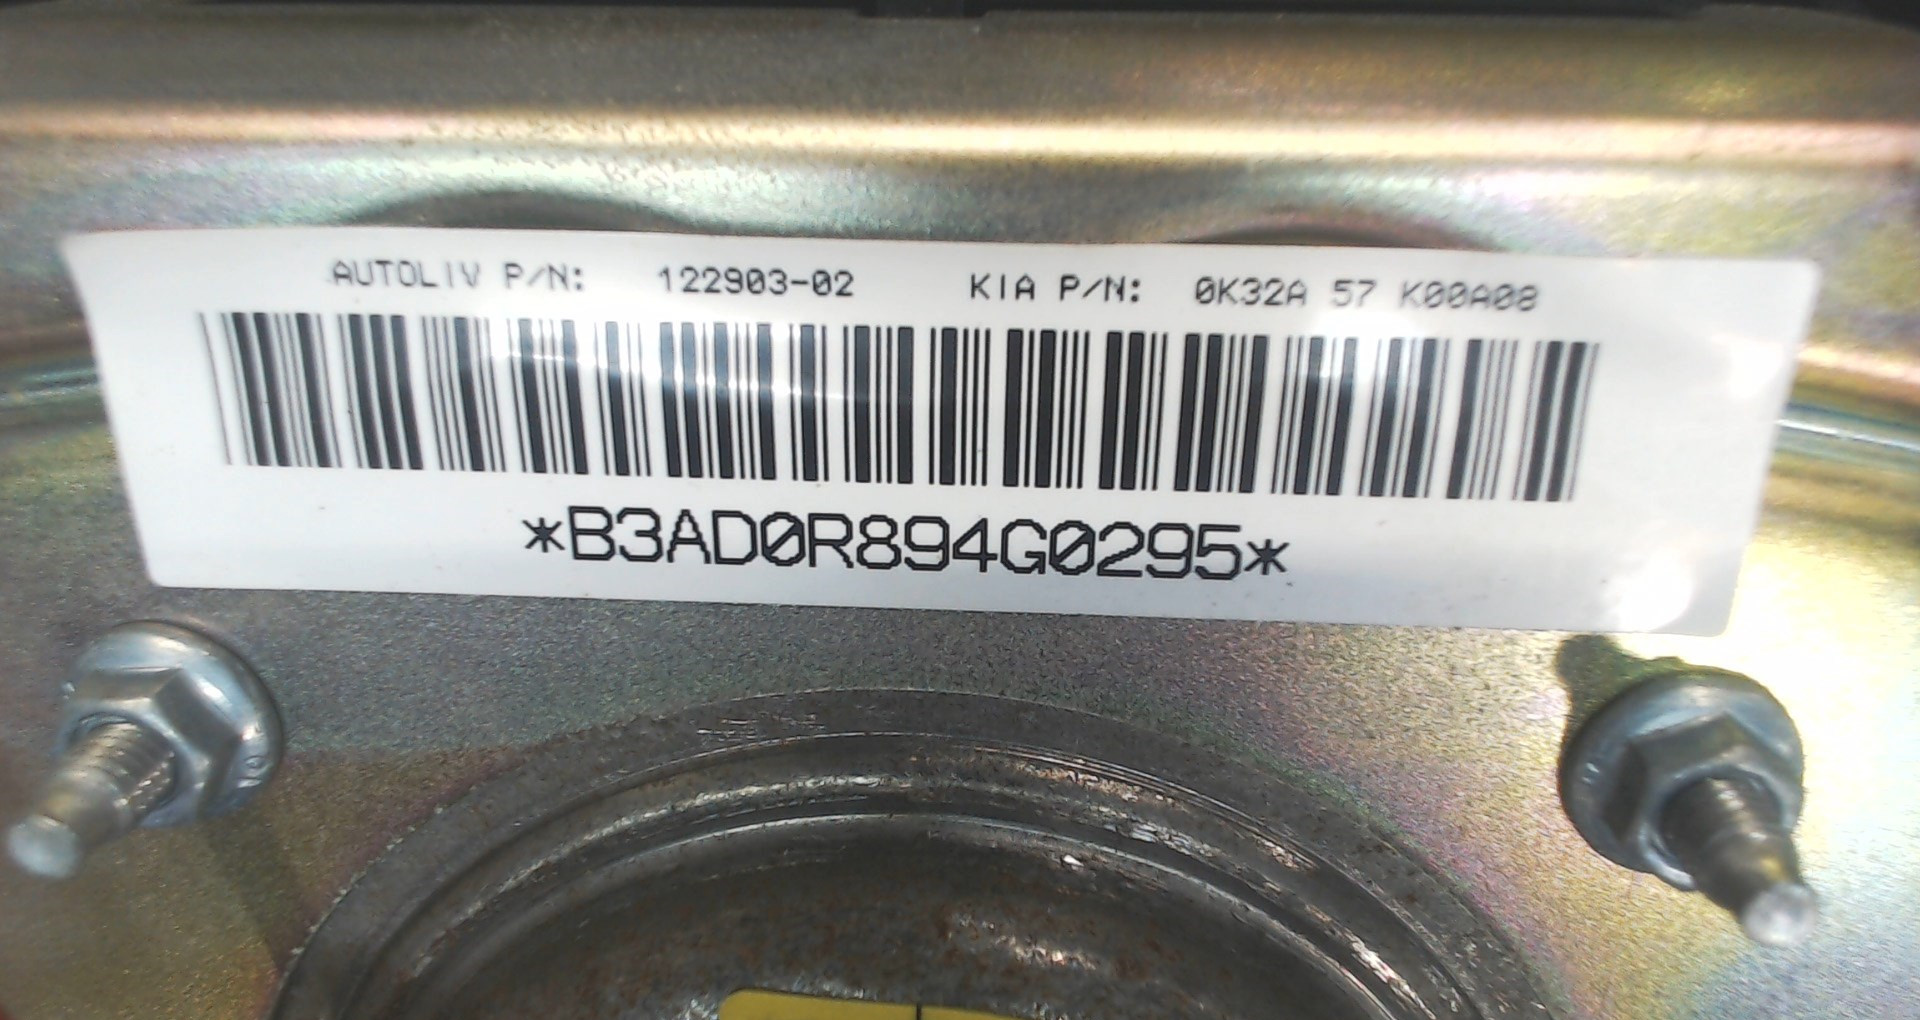 AUTOLIV P/N: 122903-02 KIA P/N: 0K32A 57 K00A08
*B3AD0R894G0295*